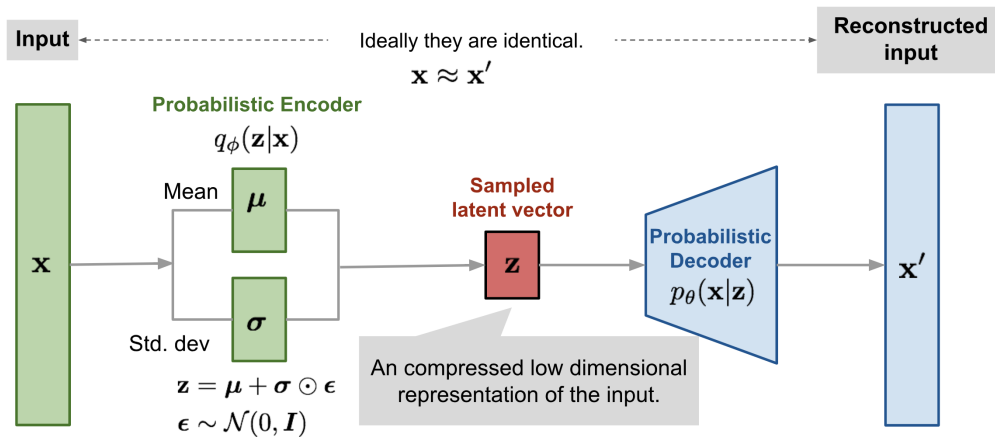 Input
Ideally they are identical.
x ≈ x′
Reconstructed
input
Probabilistic Encoder
qϕ(z|x)
Mean
μ
x
Std. dev
σ
z = μ + σ ⊙ ϵ
ϵ ∼ 𝒩(0, I)
Sampled
latent vector
z
An compressed low dimensional
representation of the input.
Probabilistic
Decoder
pθ(x|z)
x′